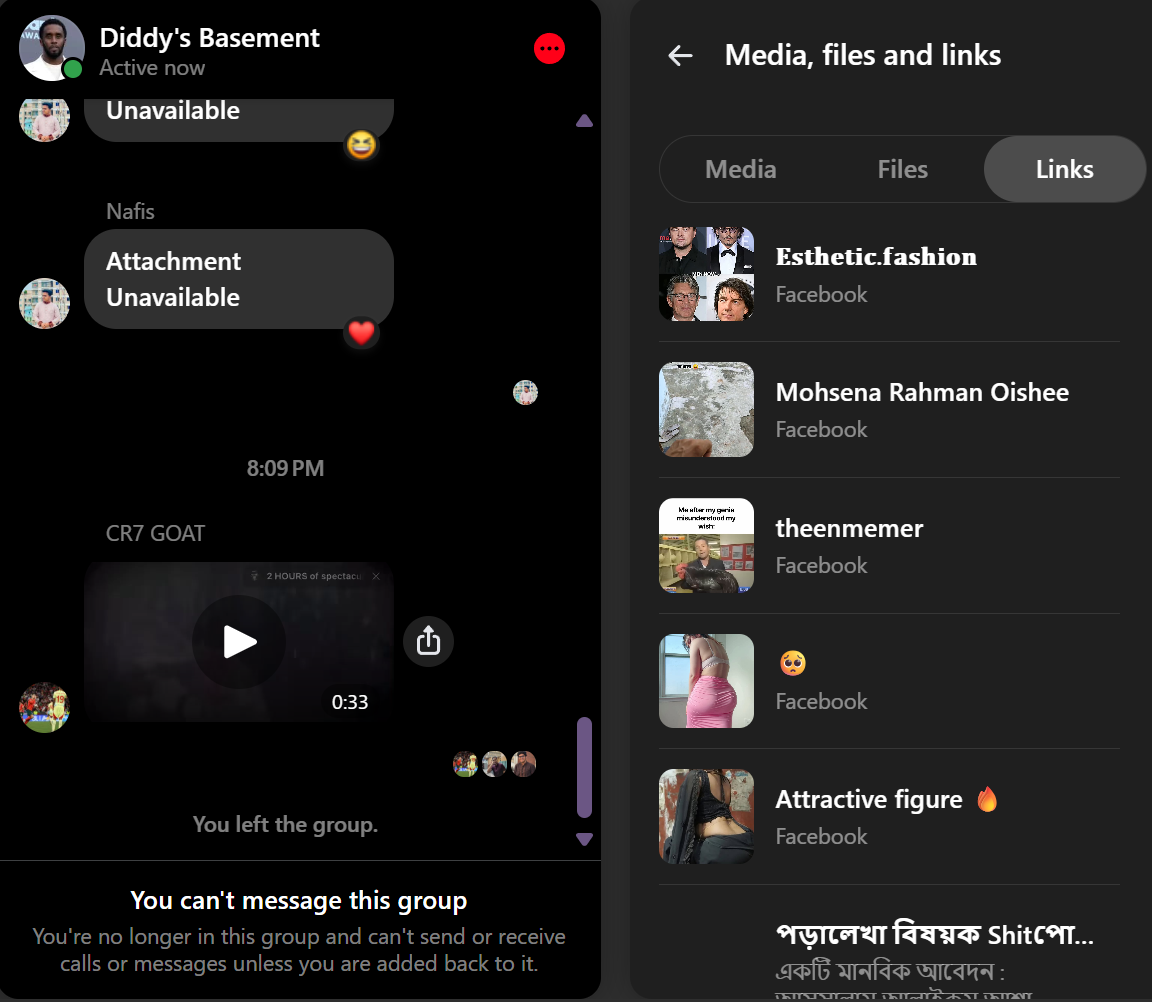 Diddy's Basement
Active now
Unavailable
Nafis
Attachment
Unavailable
8:09 PM
CR7 GOAT
2 HOURS of spectacu
0:33
You left the group.
You can't message this group
You're no longer in this group and can't send or receive
calls or messages unless you are added back to it.
Media, files and links
Media
Files
Links
Esthetic.fashion
Facebook
Mohsena Rahman Oishee
Facebook
Me after my genie
misunderstood my
wish:
theenmemer
Facebook
🥺
Facebook
Attractive figure 🔥
Facebook
পড়ালেখা বিষয়ক Shitপো...
একটি মানবিক আবেদন :